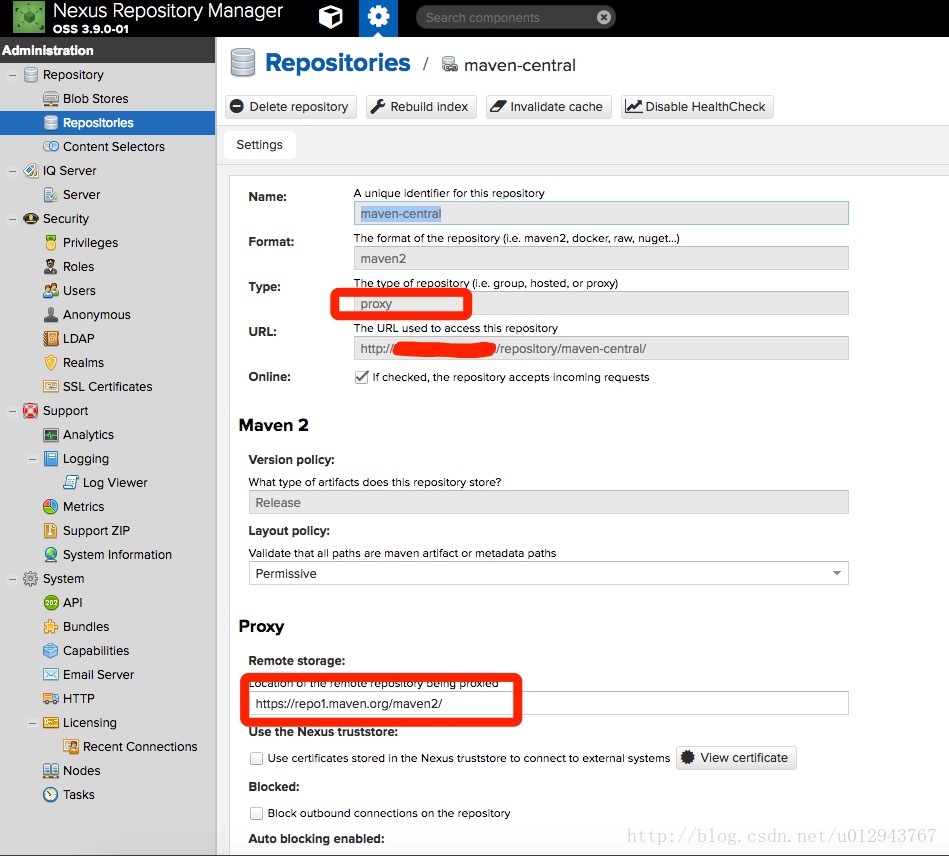 Nexus Repository Manager
OSS 3.9.0-01
Search components
Administration
Repository
Blob Stores
Repositories
Content Selectors
IQ Server
Server
Security
Privileges
Roles
Users
Anonymous
LDAP
Realms
SSL Certificates
Support
Analytics
Logging
Log Viewer
Metrics
Support ZIP
System Information
System
API
Bundles
Capabilities
Email Server
HTTP
Licensing
Recent Connections
Nodes
Tasks
Repositories / maven-central
Delete repository Rebuild index Invalidate cache Disable HealthCheck
Settings
Name: A unique identifier for this repository
maven-central
Format: The format of the repository (i.e. maven2, docker, raw, nuget...)
maven2
Type: The type of repository (i.e. group, hosted, or proxy)
proxy
URL: The URL used to access this repository
http:// /repository/maven-central/
Online: If checked, the repository accepts incoming requests
Maven 2
Version policy:
What type of artifacts does this repository store?
Release
Layout policy:
Validate that all paths are maven artifact or metadata paths
Permissive
Proxy
Remote storage:
Location of the remote repository being proxied
https://repo1.maven.org/maven2/
Use the Nexus truststore:
Use certificates stored in the Nexus truststore to connect to external systems View certificate
Blocked:
Block outbound connections on the repository
Auto blocking enabled:
http://blog.csdn.net/u012943767